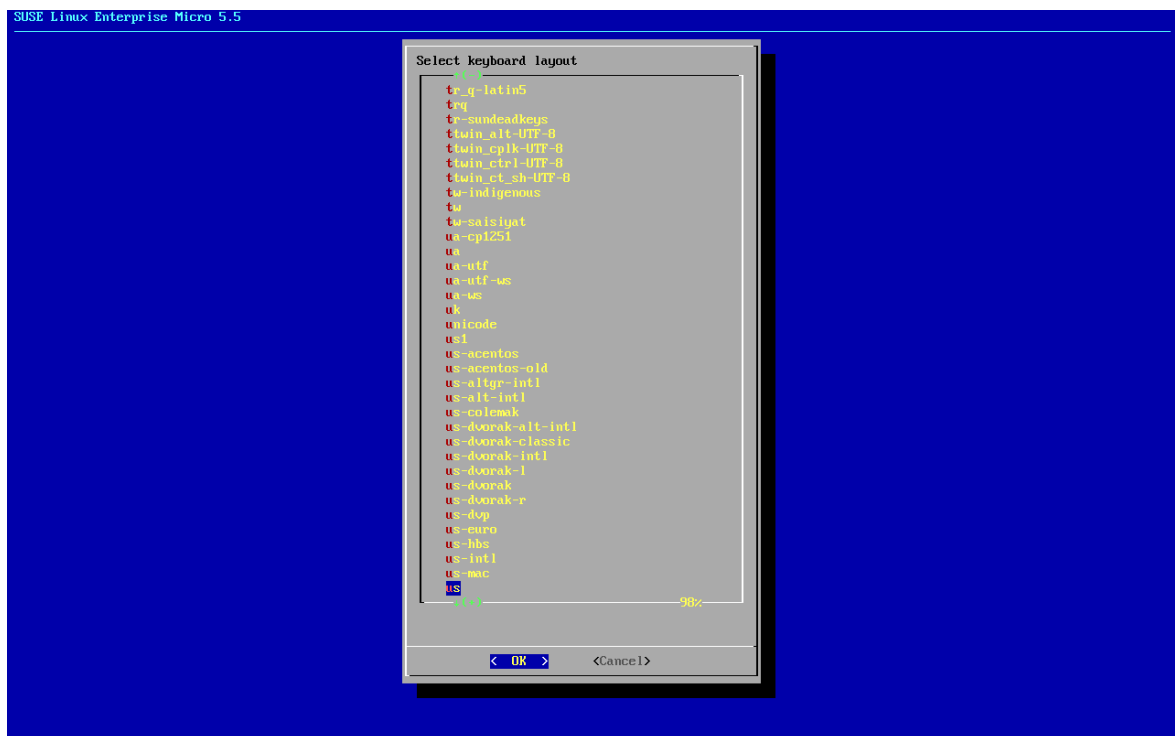 SUSE Linux Enterprise Micro 5.5
Select keyboard layout
↑(-)
tr_q-latin5
trq
tr-sundeadkeys
ttwin_alt-UTF-8
ttwin_cplk-UTF-8
ttwin_ctrl-UTF-8
ttwin_ct_sh-UTF-8
tw-indigenous
tw
tw-saisiyat
ua-cp1251
ua
ua-utf
ua-utf-ws
ua-ws
uk
unicode
us1
us-acentos
us-acentos-old
us-altgr-intl
us-alt-intl
us-colemak
us-dvorak-alt-intl
us-dvorak-classic
us-dvorak-intl
us-dvorak-l
us-dvorak
us-dvorak-r
us-dvp
us-euro
us-hbs
us-intl
us-mac
us
↓(+) 98%
< OK > <Cancel>